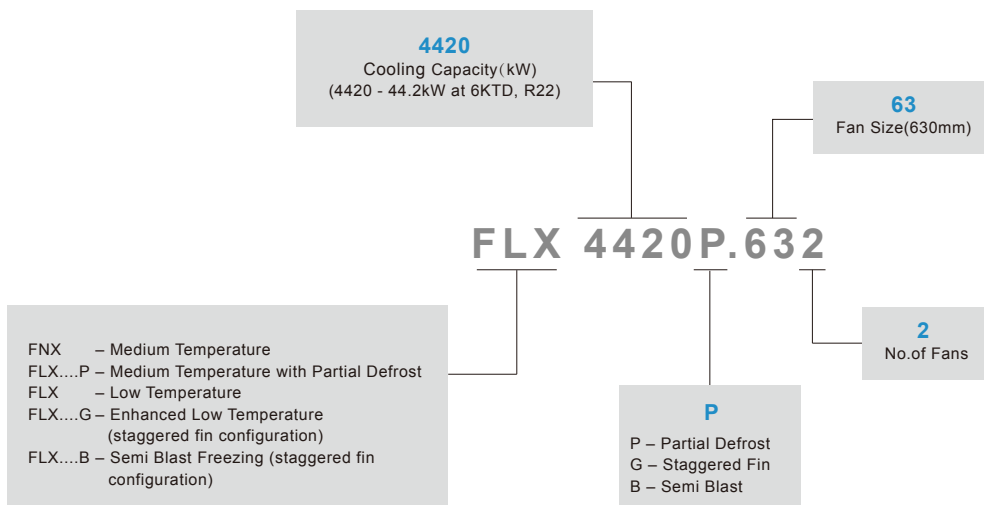 4420
Cooling Capacity(kW)
(4420 - 44.2kW at 6KTD, R22)
63
Fan Size(630mm)
FLX 4420P.632
FNX – Medium Temperature
FLX....P – Medium Temperature with Partial Defrost
FLX – Low Temperature
FLX....G – Enhanced Low Temperature
(staggered fin configuration)
FLX....B – Semi Blast Freezing (staggered fin
configuration)
2
No.of Fans
P
P – Partial Defrost
G – Staggered Fin
B – Semi Blast